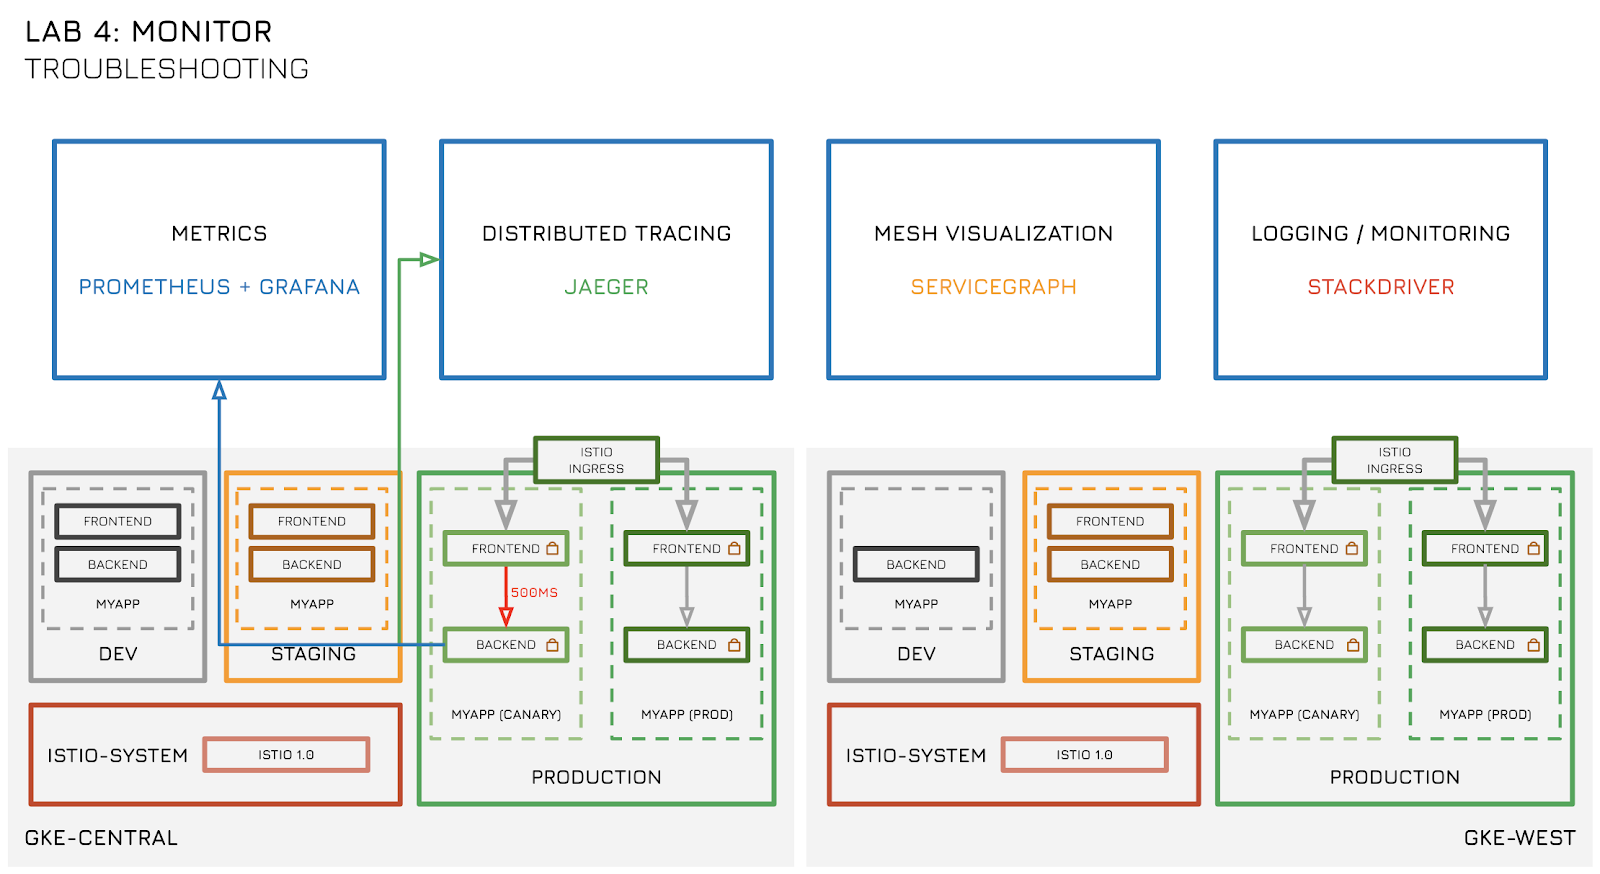 LAB 4: MONITOR
TROUBLESHOOTING
METRICS
PROMETHEUS + GRAFANA
DISTRIBUTED TRACING
JAEGER
MESH VISUALIZATION
SERVICEGRAPH
LOGGING / MONITORING
STACKDRIVER
FRONTEND
BACKEND
MYAPP
DEV
FRONTEND
BACKEND
MYAPP
STAGING
ISTIO
INGRESS
FRONTEND
500MS
BACKEND
MYAPP (CANARY)
FRONTEND
BACKEND
MYAPP (PROD)
PRODUCTION
ISTIO-SYSTEM
ISTIO 1.0
GKE-CENTRAL
BACKEND
MYAPP
DEV
FRONTEND
BACKEND
MYAPP
STAGING
ISTIO
INGRESS
FRONTEND
BACKEND
MYAPP (CANARY)
FRONTEND
BACKEND
MYAPP (PROD)
PRODUCTION
ISTIO-SYSTEM
ISTIO 1.0
GKE-WEST